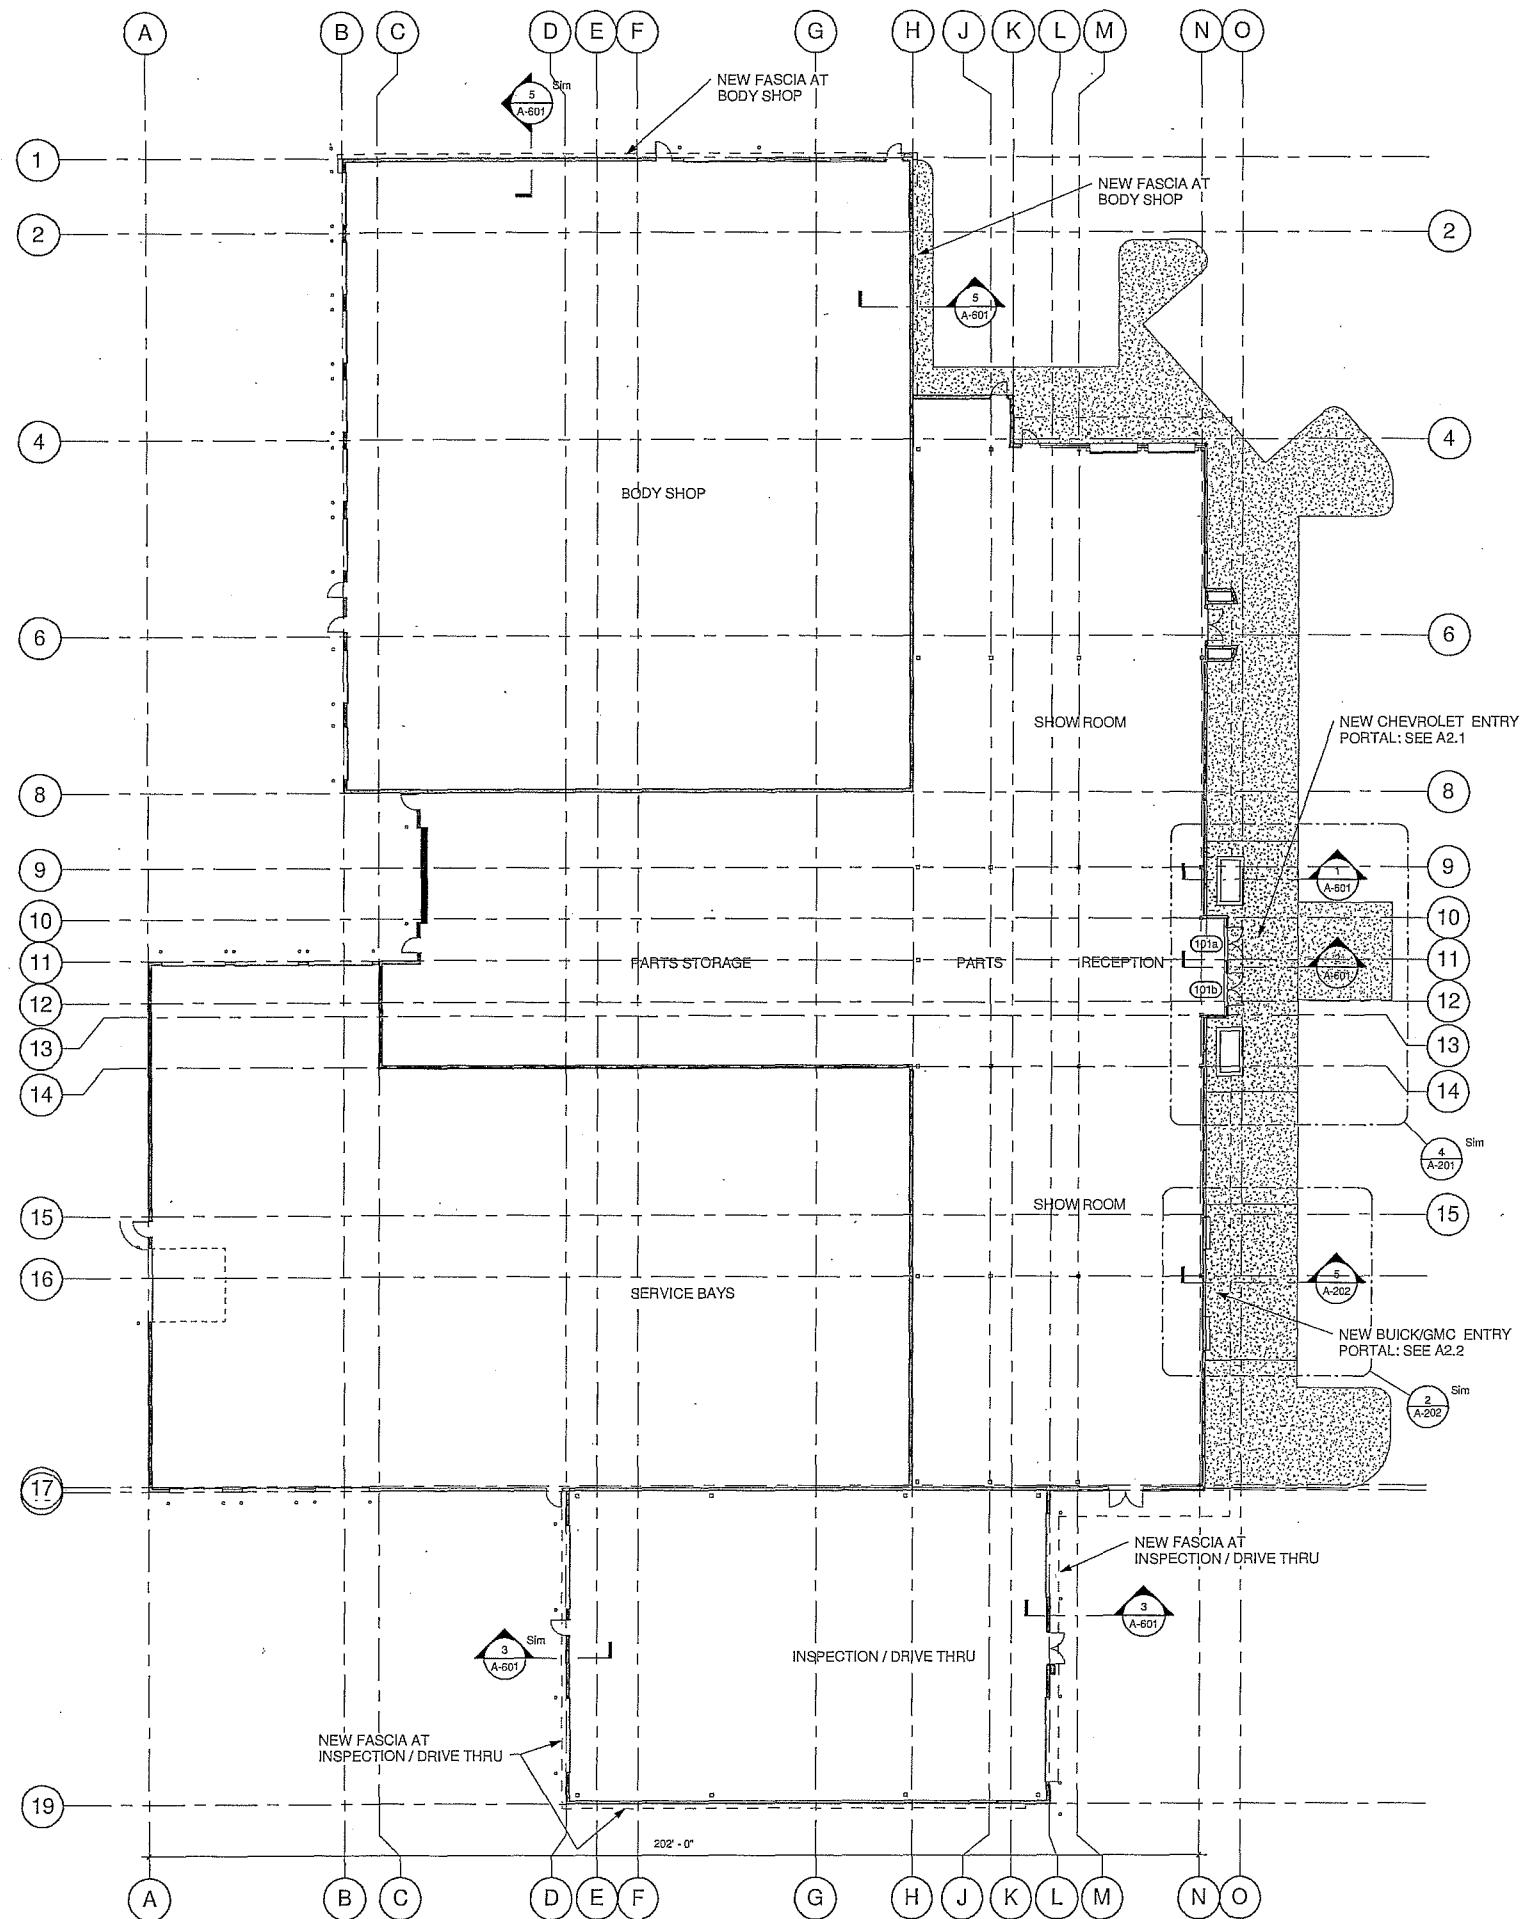 A
B
C
D
E
F
G
H
J
K
L
M
N
O
5
A-601
Sim
NEW FASCIA AT
BODY SHOP
1
NEW FASCIA AT
BODY SHOP
2
2
5
A-601
4
4
BODY SHOP
6
6
SHOW ROOM
NEW CHEVROLET ENTRY
PORTAL: SEE A2.1
8
8
9
9
1
A-601
10
10
101a
11
PARTS STORAGE
PARTS
RECEPTION
11
A-601
101b
12
12
13
13
14
14
4
A-201
Sim
SHOW ROOM
15
15
16
5
A-202
SERVICE BAYS
NEW BUICK/GMC ENTRY
PORTAL: SEE A2.2
2
A-202
Sim
17
NEW FASCIA AT
INSPECTION / DRIVE THRU
3
A-601
3
A-601
Sim
INSPECTION / DRIVE THRU
NEW FASCIA AT
INSPECTION / DRIVE THRU
19
202' - 0"
A
B
C
D
E
F
G
H
J
K
L
M
N
O